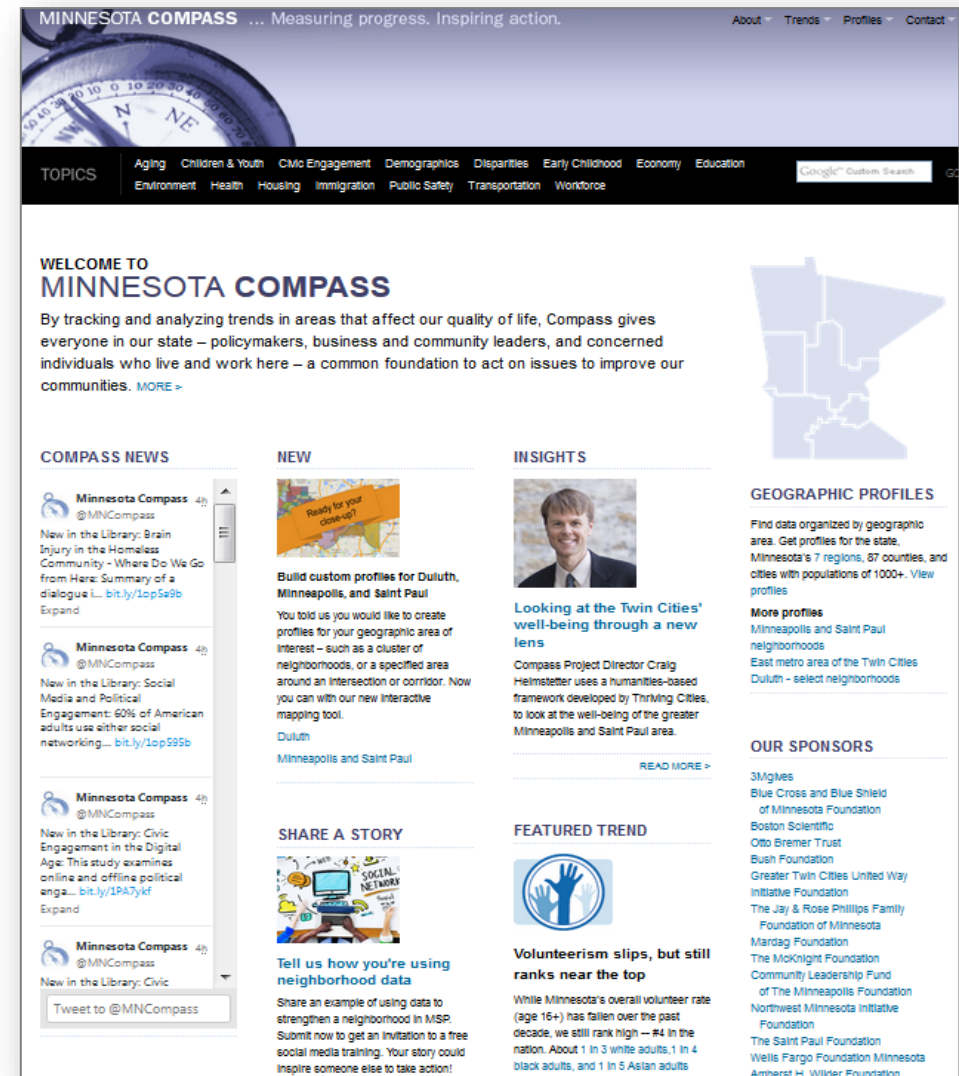 MINNESOTA COMPASS ... Measuring progress. Inspiring action.
About Trends Profiles Contact
TOPICS
Aging Children & Youth Civic Engagement Demographics Disparities Early Childhood Economy Education
Environment Health Housing Immigration Public Safety Transportation Workforce
Google™ Custom Search
WELCOME TO
MINNESOTA COMPASS
By tracking and analyzing trends in areas that affect our quality of life, Compass gives
everyone in our state – policymakers, business and community leaders, and concerned
individuals who live and work here – a common foundation to act on issues to improve our
communities. MORE >
COMPASS NEWS
Minnesota Compass 4h
@MNCompass
New in the Library: Brain
Injury in the Homeless
Community - Where Do We Go
from Here: Summary of a
dialogue i... bit.ly/1op5a9b
Expand
Minnesota Compass 4h
@MNCompass
New in the Library: Social
Media and Political
Engagement: 60% of American
adults use either social
networking... bit.ly/1op595b
Minnesota Compass 4h
@MNCompass
New in the Library: Civic
Engagement in the Digital
Age: This study examines
online and offline political
enga... bit.ly/1PA7ykf
Expand
Minnesota Compass 4h
@MNCompass
New in the Library: Civic
Tweet to @MNCompass
NEW
Ready for your
close-up?
Build custom profiles for Duluth,
Minneapolis, and Saint Paul
You told us you would like to create
profiles for your geographic area of
interest – such as a cluster of
neighborhoods, or a specified area
around an intersection or corridor. Now
you can with our new interactive
mapping tool.
Duluth
Minneapolis and Saint Paul
SHARE A STORY
SOCIAL
NETWORK
Tell us how you're using
neighborhood data
Share an example of using data to
strengthen a neighborhood in MSP.
Submit now to get an invitation to a free
social media training. Your story could
inspire someone else to take action!
INSIGHTS
Looking at the Twin Cities'
well-being through a new
lens
Compass Project Director Craig
Helmstetter uses a humanities-based
framework developed by Thriving Cities,
to look at the well-being of the greater
Minneapolis and Saint Paul area.
READ MORE >
FEATURED TREND
Volunteerism slips, but still
ranks near the top
While Minnesota's overall volunteer rate
(age 16+) has fallen over the past
decade, we still rank high -- #4 in the
nation. About 1 in 3 white adults,1 in 4
black adults, and 1 in 5 Asian adults
GEOGRAPHIC PROFILES
Find data organized by geographic
area. Get profiles for the state,
Minnesota's 7 regions, 87 counties, and
cities with populations of 1000+. View
profiles
More profiles
Minneapolis and Saint Paul
neighborhoods
East metro area of the Twin Cities
Duluth - select neighborhoods
OUR SPONSORS
3Mgives
Blue Cross and Blue Shield
of Minnesota Foundation
Boston Scientific
Otto Bremer Trust
Bush Foundation
Greater Twin Cities United Way
Initiative Foundation
The Jay & Rose Phillips Family
Foundation of Minnesota
Mardag Foundation
The McKnight Foundation
Community Leadership Fund
of The Minneapolis Foundation
Northwest Minnesota Initiative
Foundation
The Saint Paul Foundation
Wells Fargo Foundation Minnesota
Amherst H. Wilder Foundation